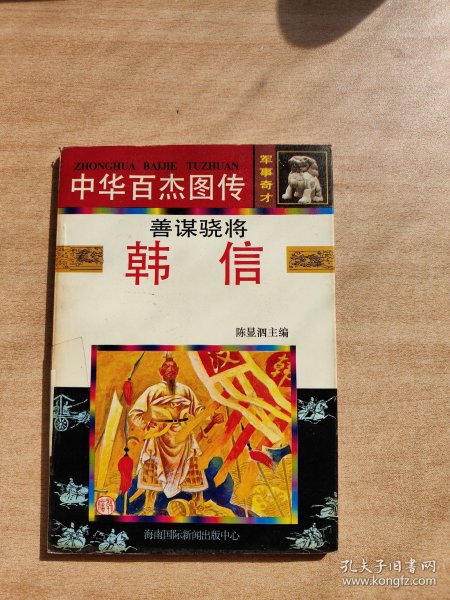 ZHONGHUA BAIJIE TUZHUAN
中华百杰图传
军事奇才
善谋骁将
韩信
陈显泗主编
汉
韩
海南国际新闻出版中心
孔夫子旧书网
www.kongfz.com